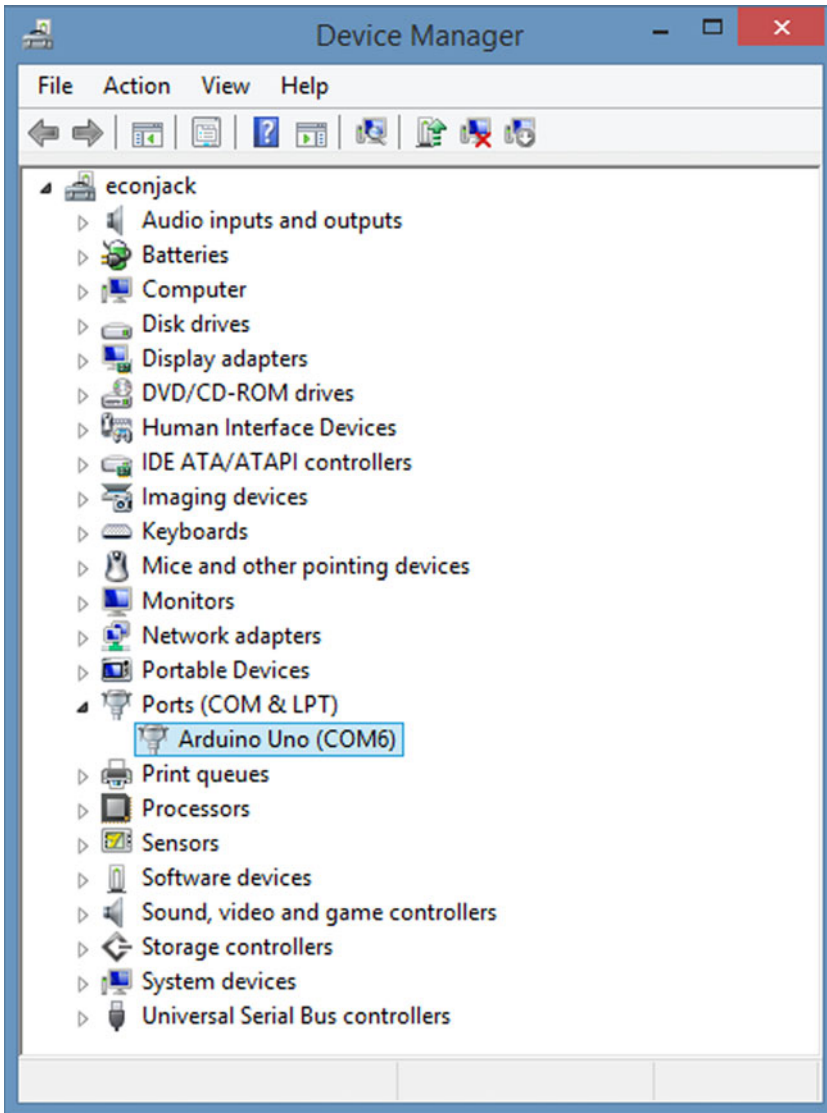 Device Manager
File Action View Help
econjack
Audio inputs and outputs
Batteries
Computer
Disk drives
Display adapters
DVD/CD-ROM drives
Human Interface Devices
IDE ATA/ATAPI controllers
Imaging devices
Keyboards
Mice and other pointing devices
Monitors
Network adapters
Portable Devices
Ports (COM & LPT)
Arduino Uno (COM6)
Print queues
Processors
Sensors
Software devices
Sound, video and game controllers
Storage controllers
System devices
Universal Serial Bus controllers